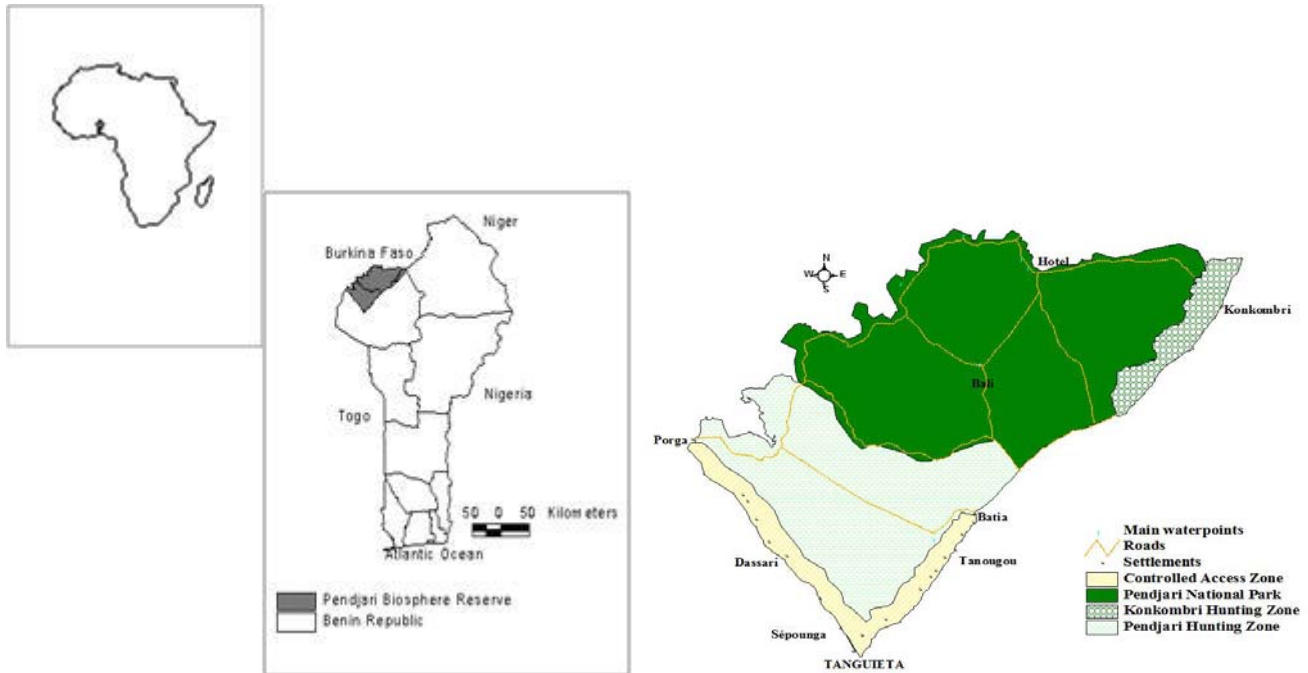 Niger
Burkina Faso
Nigeria
Togo
50 0 50 Kilometers
Atlantic Ocean
Pendjari Biosphere Reserve
Benin Republic
N
W E
S
Hotel
Konkombri
Bali
Porga
Batia
Dassari
Tanougou
Sépounga
TANGUIETA
Main waterpoints
Roads
Settlements
Controlled Access Zone
Pendjari National Park
Konkombri Hunting Zone
Pendjari Hunting Zone